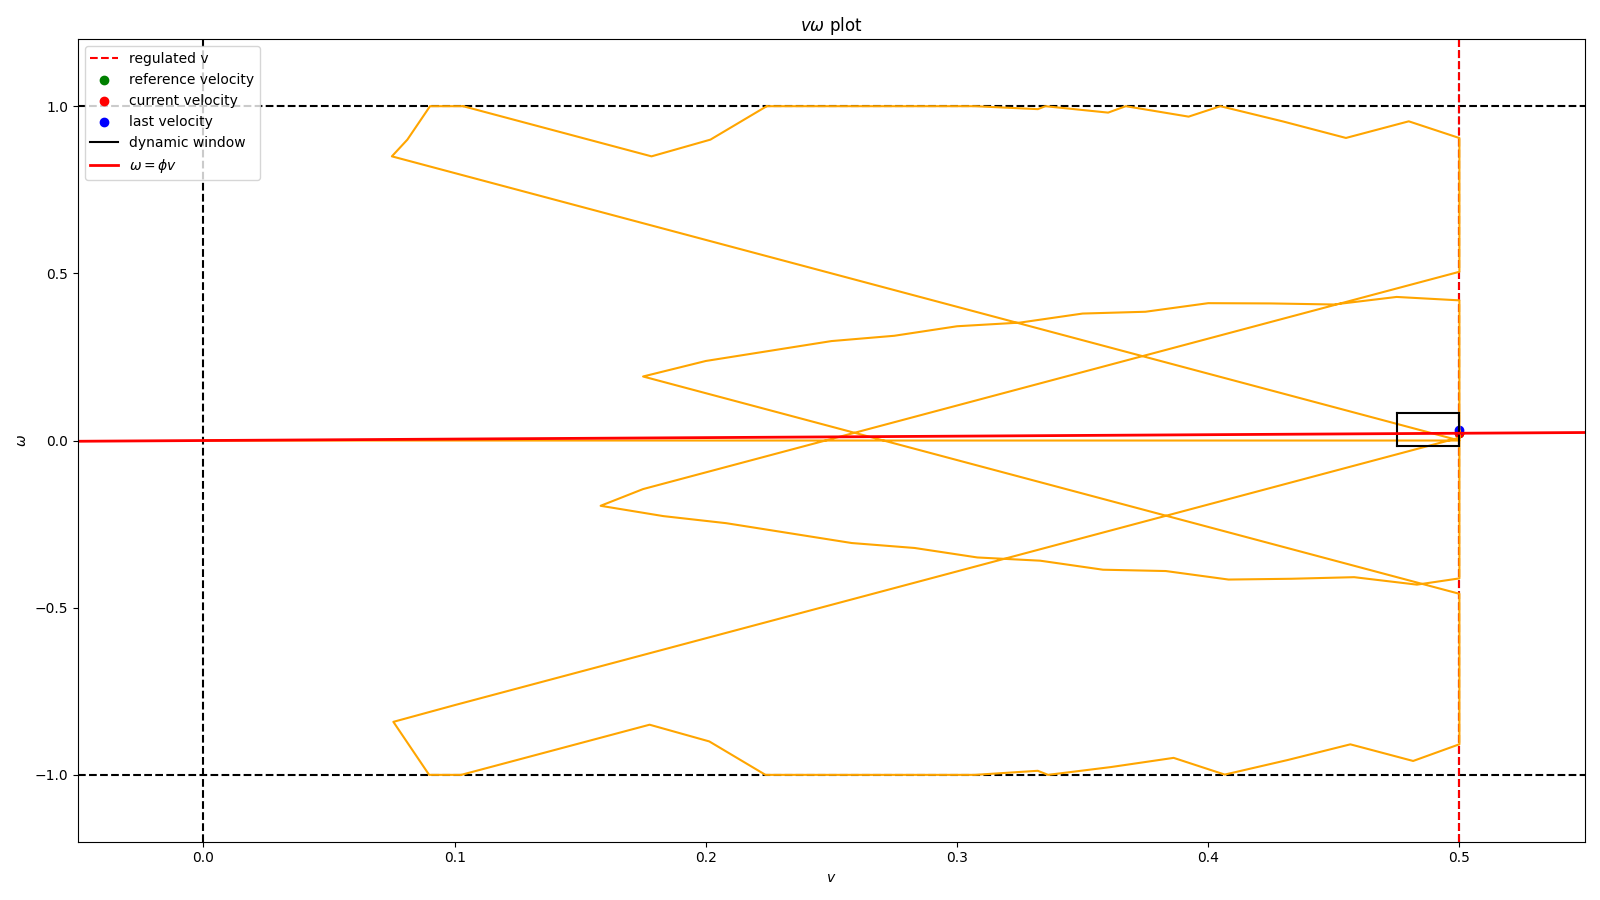 vω plot
regulated v
reference velocity
current velocity
last velocity
dynamic window
ω = ϕv
1.0
0.5
0.0
−0.5
−1.0
ω
0.0 0.1 0.2 0.3 0.4 0.5
v